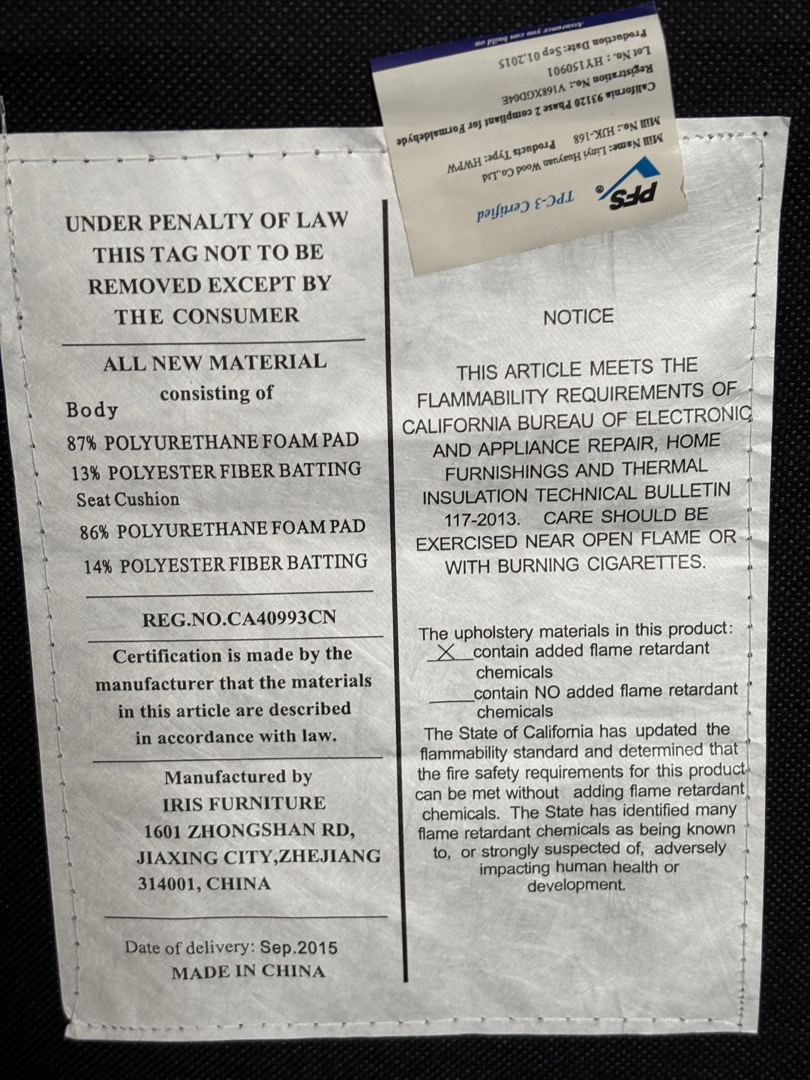 UNDER PENALTY OF LAW
THIS TAG NOT TO BE
REMOVED EXCEPT BY
THE CONSUMER
ALL NEW MATERIAL
consisting of
Body
87% POLYURETHANE FOAM PAD
13% POLYESTER FIBER BATTING
Seat Cushion
86% POLYURETHANE FOAM PAD
14% POLYESTER FIBER BATTING
REG.NO.CA40993CN
Certification is made by the
manufacturer that the materials
in this article are described
in accordance with law.
Manufactured by
IRIS FURNITURE
1601 ZHONGSHAN RD,
JIAXING CITY,ZHEJIANG
314001, CHINA
Date of delivery: Sep.2015
MADE IN CHINA
PFS®
TPC-3 Certified
Mill Name: Linyi Huayuan Wood Co.,Ltd
Mill No.: HJK-168 Products Type: HWPW
California 93120 Phase 2 compliant for Formaldehyde
Registration No.: V168XGD04E
Lot No. : HY150901
Production Date: Sep 01.2015
Assurance you can build on
NOTICE
THIS ARTICLE MEETS THE
FLAMMABILITY REQUIREMENTS OF
CALIFORNIA BUREAU OF ELECTRONIC
AND APPLIANCE REPAIR, HOME
FURNISHINGS AND THERMAL
INSULATION TECHNICAL BULLETIN
117-2013. CARE SHOULD BE
EXERCISED NEAR OPEN FLAME OR
WITH BURNING CIGARETTES.
The upholstery materials in this product:
__X__contain added flame retardant
chemicals
_____contain NO added flame retardant
chemicals
The State of California has updated the
flammability standard and determined that
the fire safety requirements for this product
can be met without adding flame retardant
chemicals. The State has identified many
flame retardant chemicals as being known
to, or strongly suspected of, adversely
impacting human health or
development.